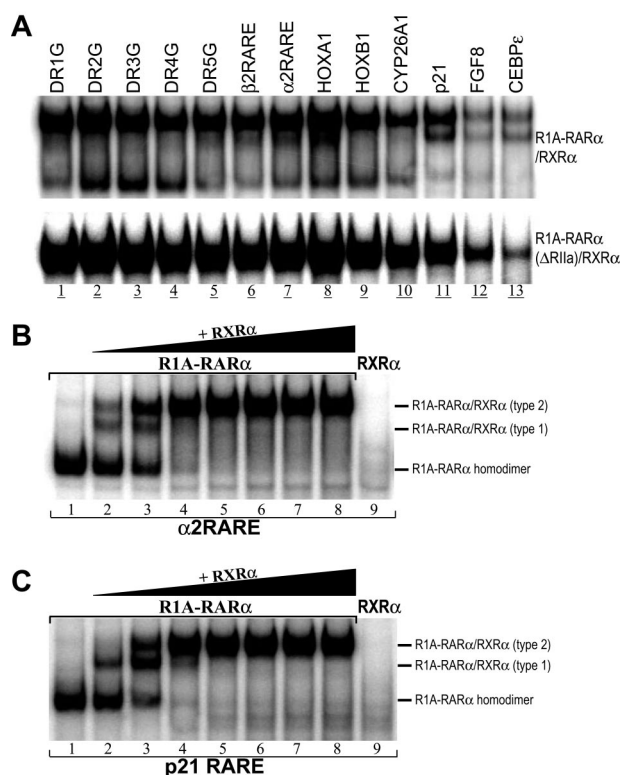 A
DR1G DR2G DR3G DR4G DR5G β2RARE α2RARE HOXA1 HOXB1 CYP26A1 p21 FGF8 CEBPε
R1A-RARα
/RXRα
R1A-RARα
(ΔRIIa)/RXRα
1 2 3 4 5 6 7 8 9 10 11 12 13
B
+ RXRα
R1A-RARα RXRα
R1A-RARα/RXRα (type 2)
R1A-RARα/RXRα (type 1)
R1A-RARα homodimer
1 2 3 4 5 6 7 8 9
α2RARE
C
+ RXRα
R1A-RARα RXRα
R1A-RARα/RXRα (type 2)
R1A-RARα/RXRα (type 1)
R1A-RARα homodimer
1 2 3 4 5 6 7 8 9
p21 RARE